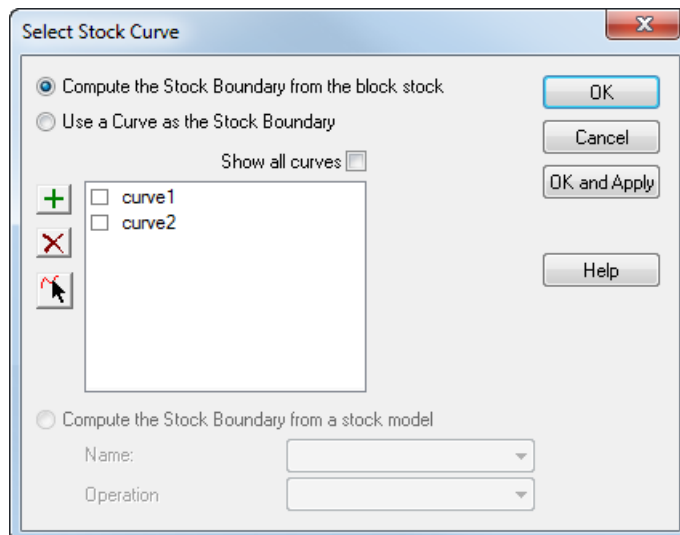 Select Stock Curve
Compute the Stock Boundary from the block stock
Use a Curve as the Stock Boundary
Show all curves
curve1
curve2
Compute the Stock Boundary from a stock model
Name:
Operation
OK
Cancel
OK and Apply
Help